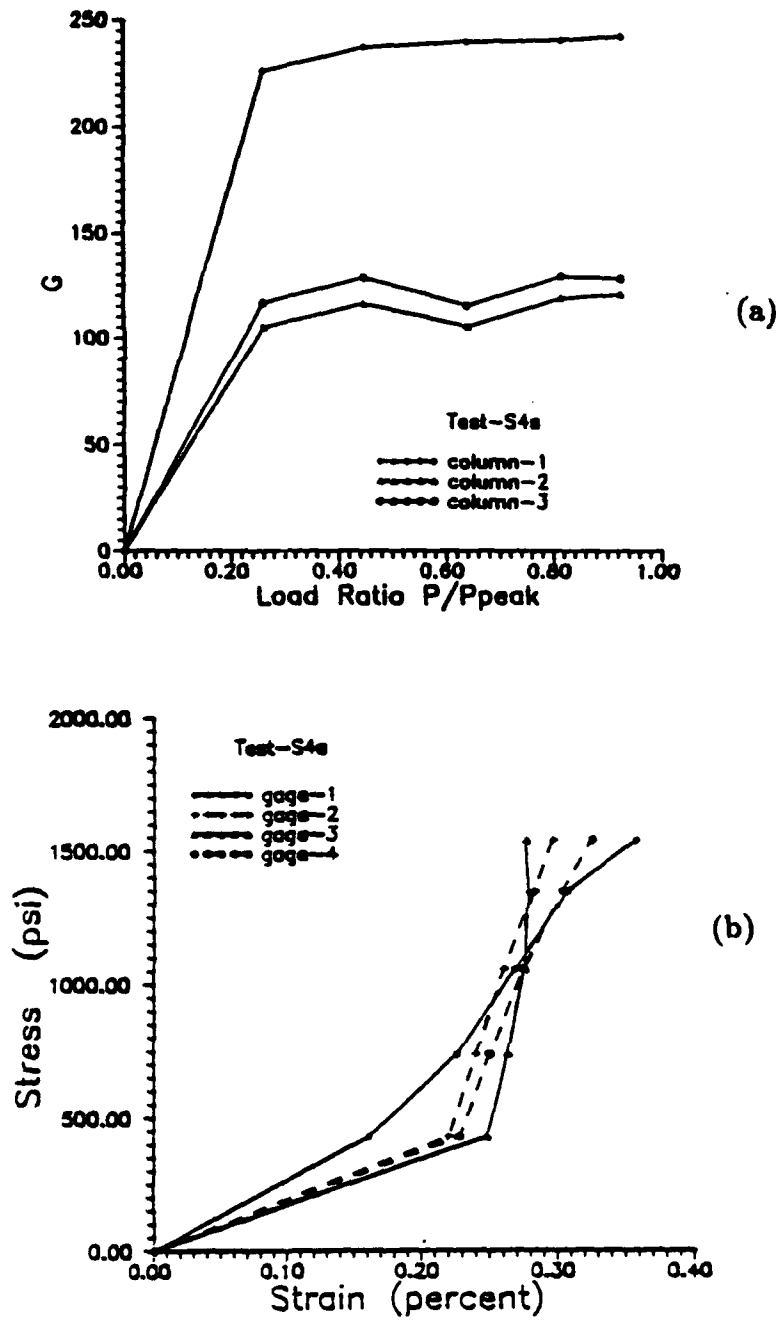 250
200
150
100
50
0
G
0.00 0.20 0.40 0.60 0.80 1.00
Load Ratio P/Ppeak
Test-S4a
column-1
column-2
column-3
(a)
2000.00
1500.00
1000.00
500.00
0.00
Stress (psi)
Test-S4a
gage-1
gage-2
gage-3
gage-4
(b)
0.00 0.10 0.20 0.30 0.40
Strain (percent)